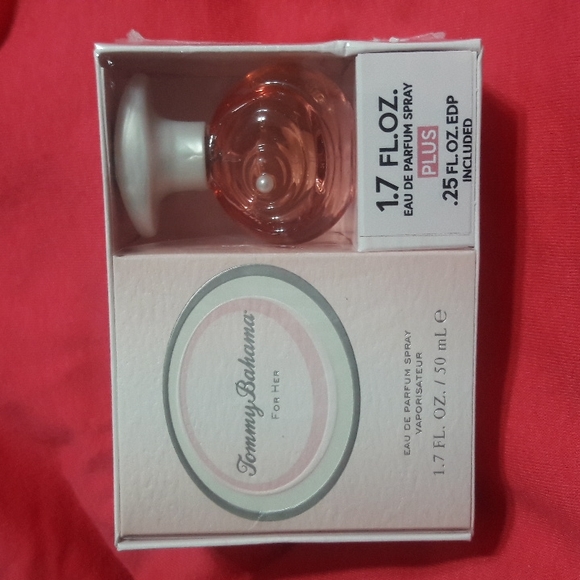 1.7 FL.OZ.
EAU DE PARFUM SPRAY
PLUS
.25 FL.OZ. EDP
INCLUDED
Tommy Bahama
FOR HER
EAU DE PARFUM SPRAY
VAPORISATEUR
1.7 FL. OZ. / 50 mL ℮